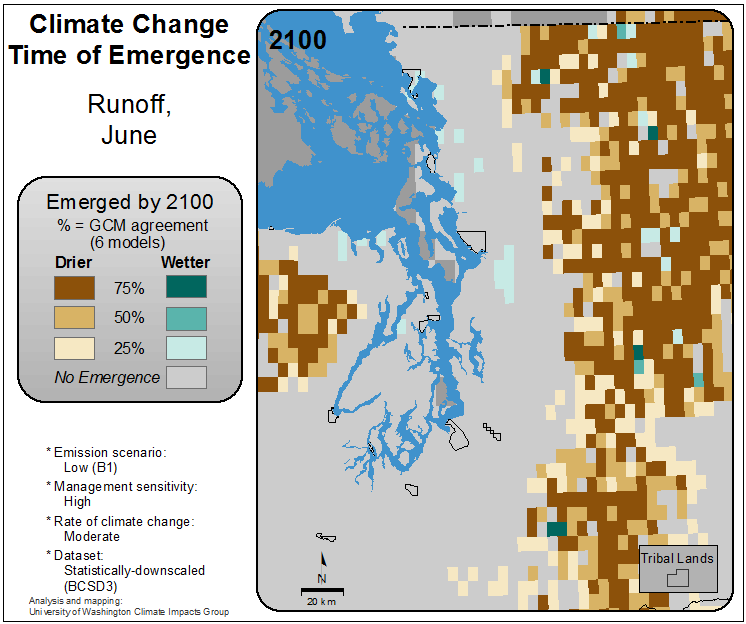 Climate Change
Time of Emergence
Runoff,
June
Emerged by 2100
% = GCM agreement
(6 models)
Drier Wetter
75%
50%
25%
No Emergence
* Emission scenario:
Low (B1)
* Management sensitivity:
High
* Rate of climate change:
Moderate
* Dataset:
Statistically-downscaled
(BCSD3)
Analysis and mapping:
University of Washington Climate Impacts Group
2100
N
20 km
Tribal Lands